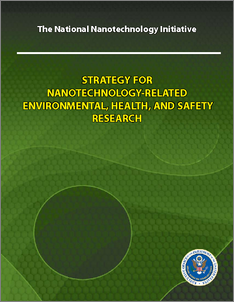 The National Nanotechnology Initiative
STRATEGY FOR
NANOTECHNOLOGY-RELATED
ENVIRONMENTAL, HEALTH, AND SAFETY
RESEARCH